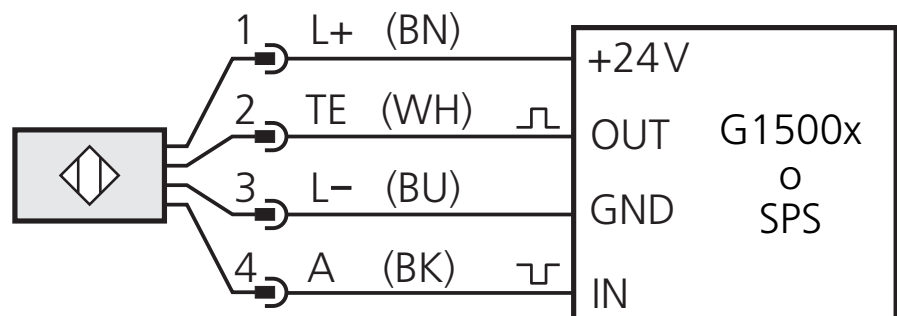 1 L+ (BN) +24V
2 TE (WH) OUT
3 L− (BU) GND
4 A (BK) IN
G1500x
o
SPS